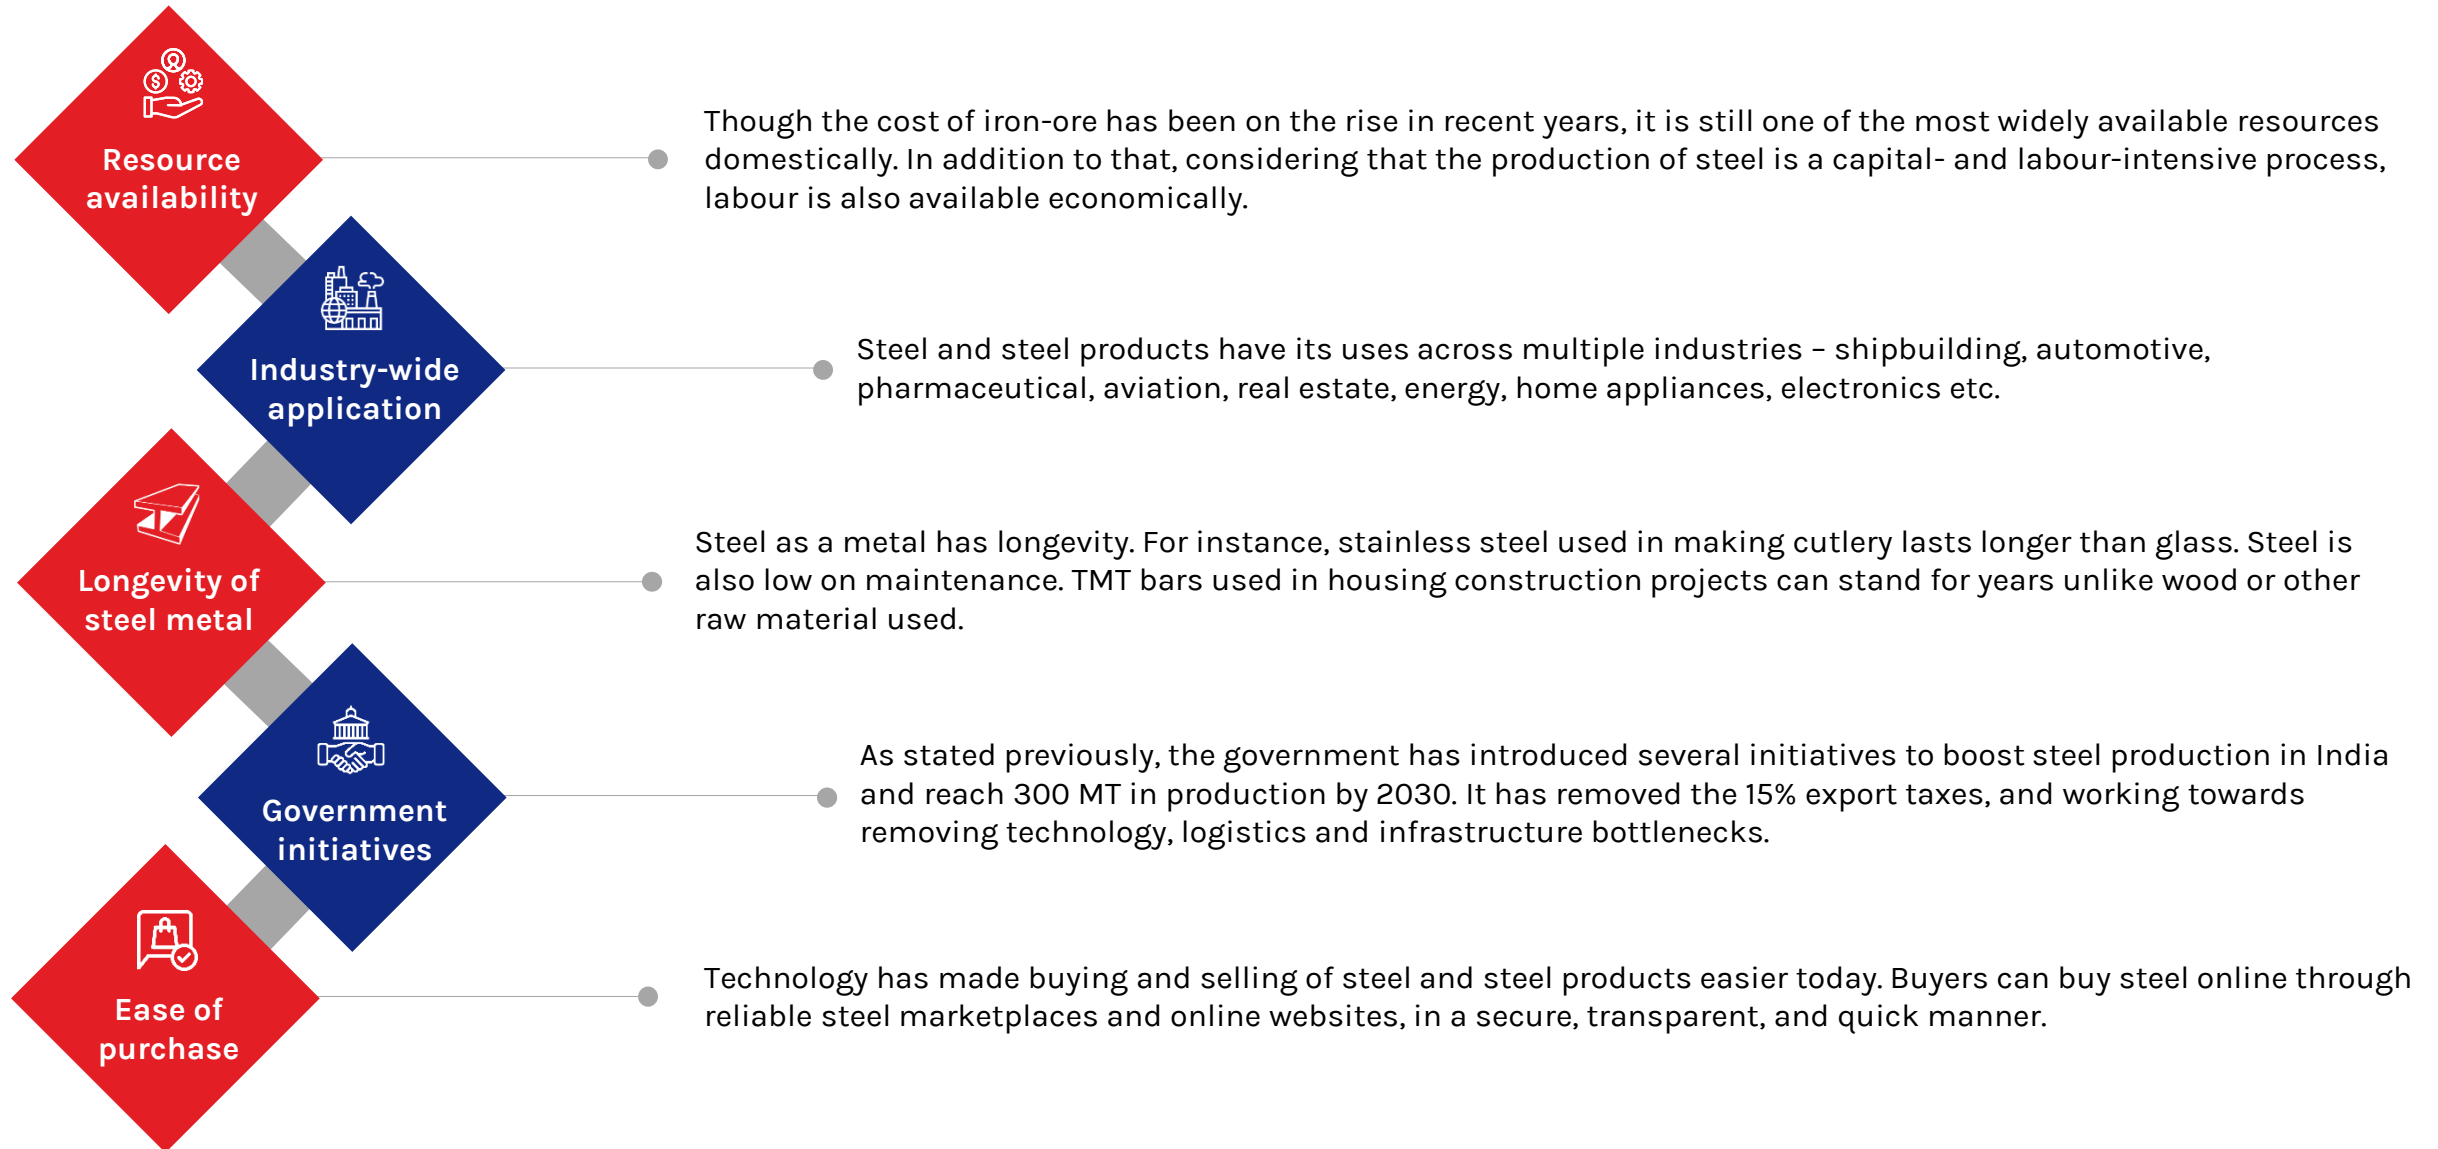 Resource
availability
Though the cost of iron-ore has been on the rise in recent years, it is still one of the most widely available resources
domestically. In addition to that, considering that the production of steel is a capital- and labour-intensive process,
labour is also available economically.
Industry-wide
application
Steel and steel products have its uses across multiple industries – shipbuilding, automotive,
pharmaceutical, aviation, real estate, energy, home appliances, electronics etc.
Longevity of
steel metal
Steel as a metal has longevity. For instance, stainless steel used in making cutlery lasts longer than glass. Steel is
also low on maintenance. TMT bars used in housing construction projects can stand for years unlike wood or other
raw material used.
Government
initiatives
As stated previously, the government has introduced several initiatives to boost steel production in India
and reach 300 MT in production by 2030. It has removed the 15% export taxes, and working towards
removing technology, logistics and infrastructure bottlenecks.
Ease of
purchase
Technology has made buying and selling of steel and steel products easier today. Buyers can buy steel online through
reliable steel marketplaces and online websites, in a secure, transparent, and quick manner.